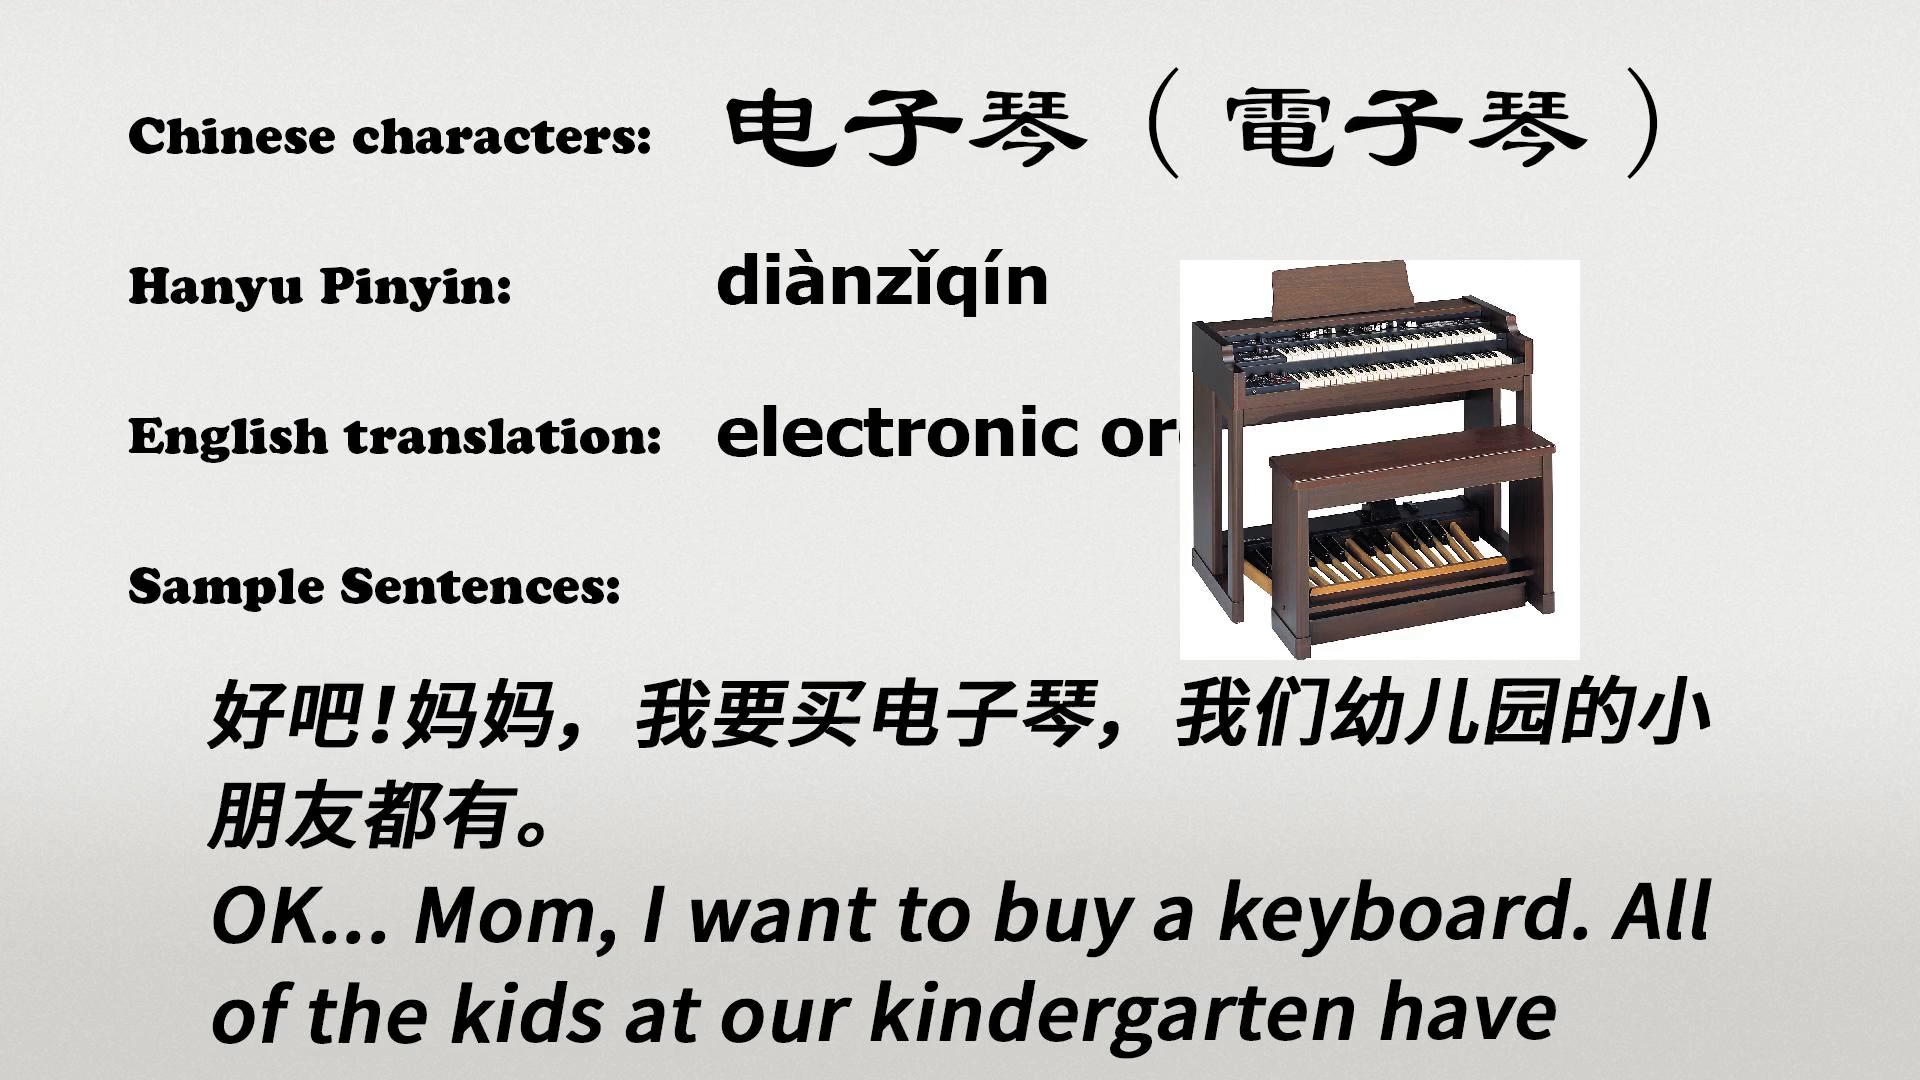 Chinese characters: 电子琴（電子琴）
Hanyu Pinyin: diànzǐqín
English translation: electronic
Sample Sentences:
好吧!妈妈，我要买电子琴，我们幼儿园的小
朋友都有。
OK... Mom, I want to buy a keyboard. All
of the kids at our kindergarten have